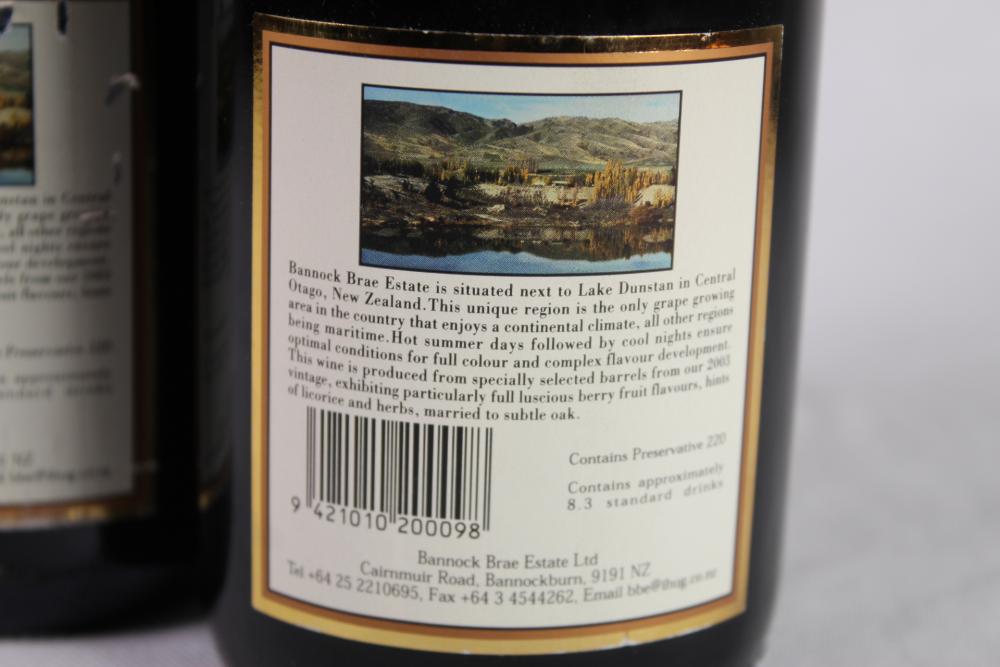 Bannock Brae Estate is situated next to Lake Dunstan in Central
Otago, New Zealand.This unique region is the only grape growing
area in the country that enjoys a continental climate, all other regions
being maritime.Hot summer days followed by cool nights ensure
optimal conditions for full colour and complex flavour development.
This wine is produced from specially selected barrels from our 2003
vintage, exhibiting particularly full luscious berry fruit flavours, hints
of licorice and herbs, married to subtle oak.
Contains Preservative 220
Contains approximately
8.3 standard drinks
9 421010 200098
Bannock Brae Estate Ltd
Cairnmuir Road, Bannockburn, 9191 NZ
Tel +64 25 2210695, Fax +64 3 4544262, Email bbe@thug.co.nz